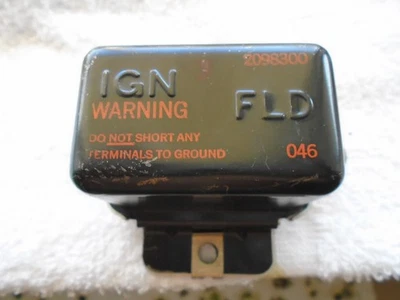 2098300
IGN
WARNING FLD
DO NOT SHORT ANY
TERMINALS TO GROUND 046